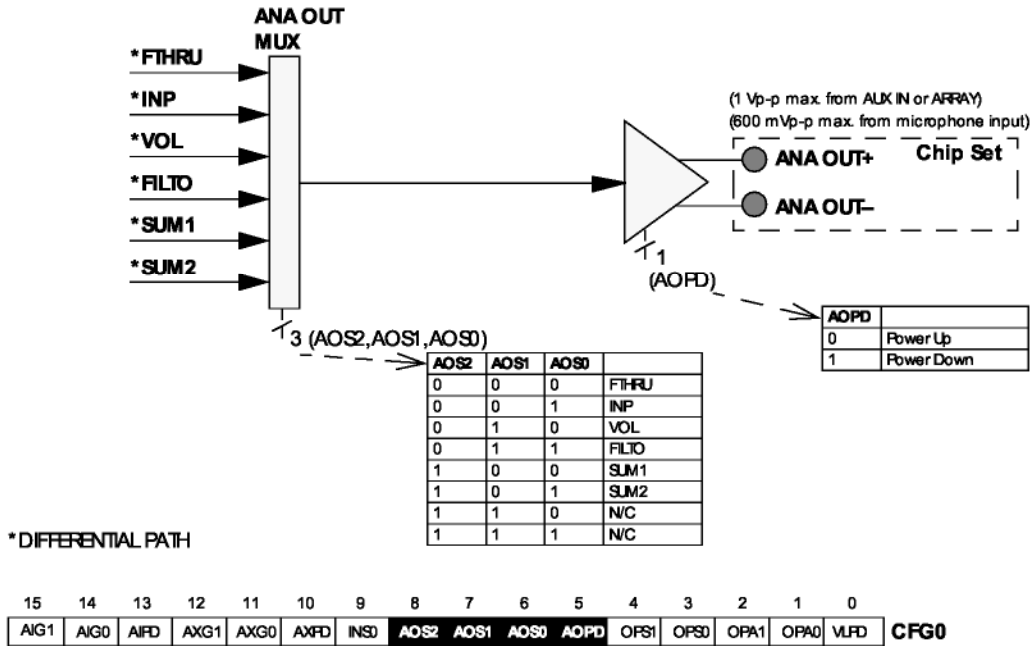 ANA OUT
MUX
*FTHRU
*INP
*VOL
*FILTO
*SUM1
*SUM2
(1 Vp-p max. from AUX IN or ARRAY)
(600 mVp-p max. from microphone input)
Chip Set
ANA OUT+
ANA OUT–
1
(AOPD)
AOPD
0 Power Up
1 Power Down
3 (AOS2,AOS1,AOS0)
AOS2 AOS1 AOS0
0 0 0 FTHRU
0 0 1 INP
0 1 0 VOL
0 1 1 FILTO
1 0 0 SUM1
1 0 1 SUM2
1 1 0 N/C
1 1 1 N/C
*DIFFERENTIAL PATH
15 14 13 12 11 10 9 8 7 6 5 4 3 2 1 0
AIG1 AIG0 AIPD AXG1 AXG0 AXPD INS0 AOS2 AOS1 AOS0 AOPD OPS1 OPS0 OPA1 OPA0 VLPD CFG0